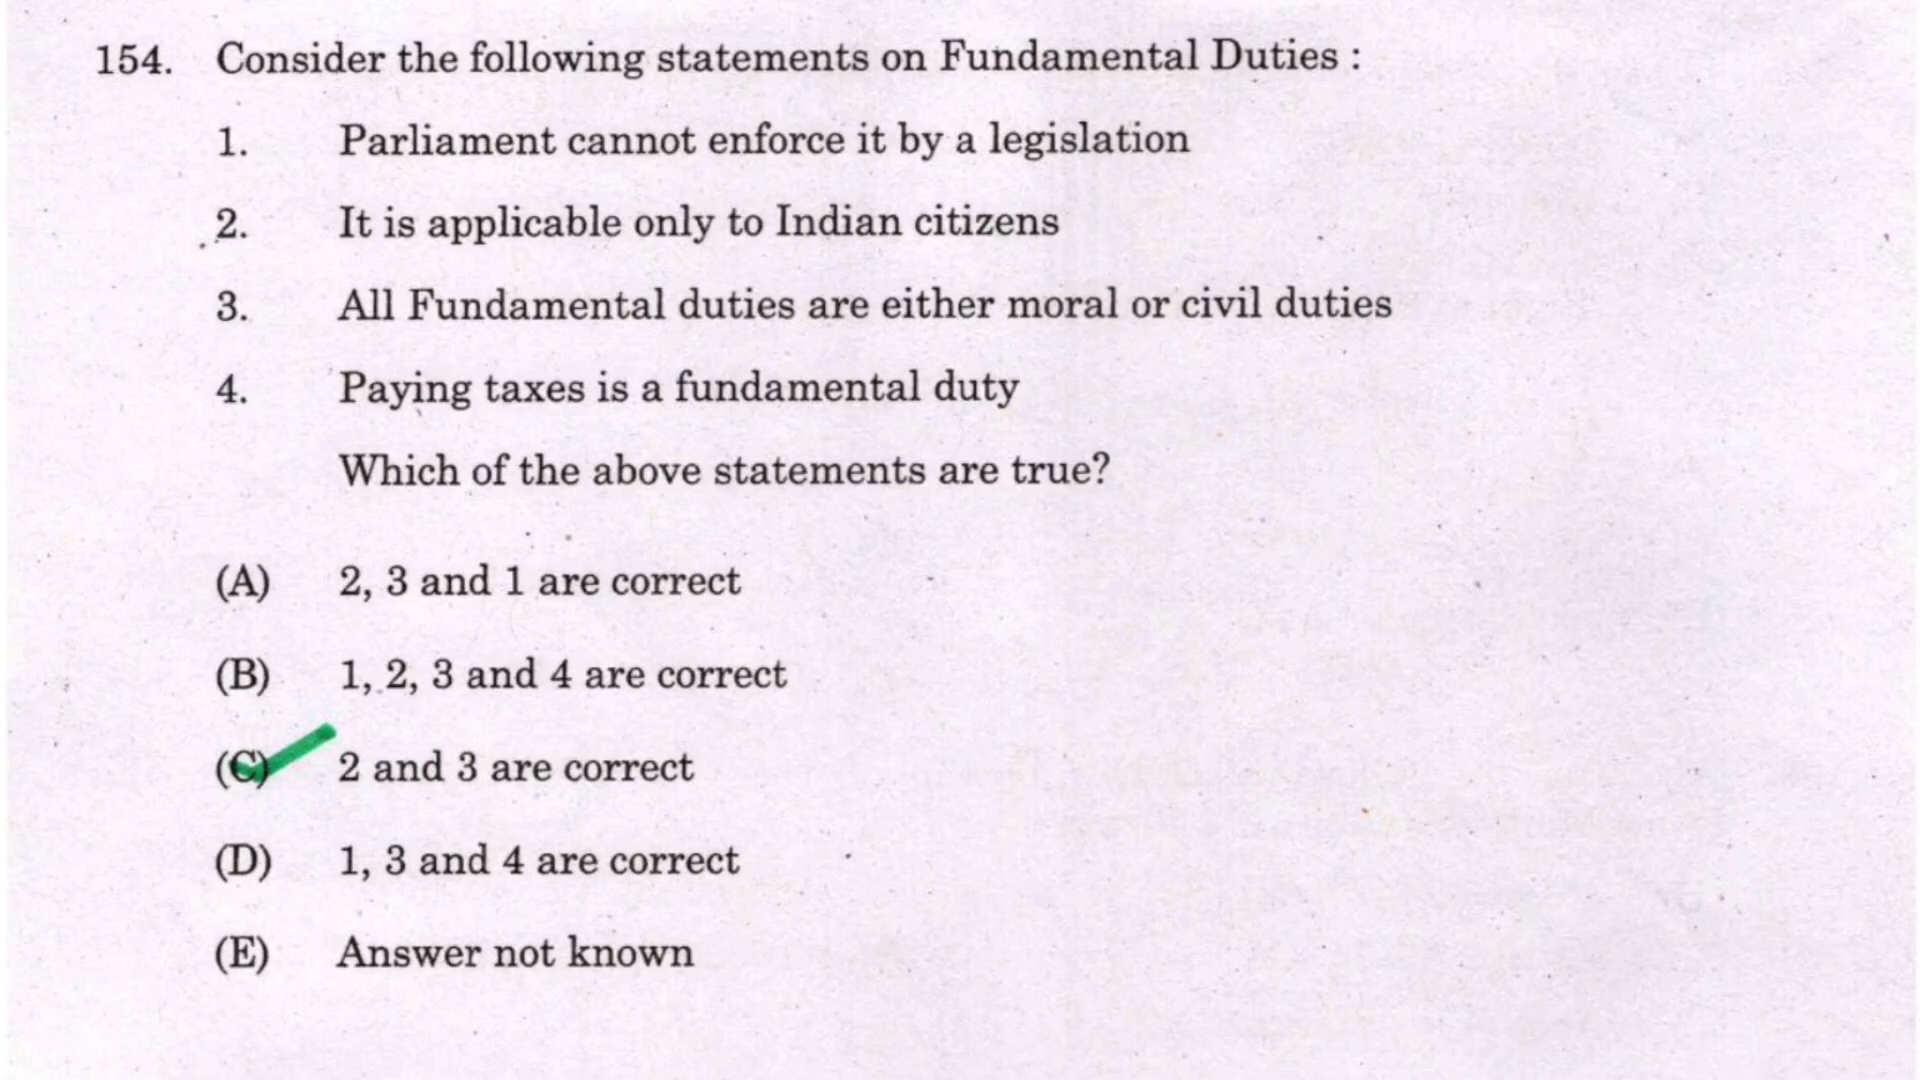 154. Consider the following statements on Fundamental Duties :
1. Parliament cannot enforce it by a legislation
2. It is applicable only to Indian citizens
3. All Fundamental duties are either moral or civil duties
4. Paying taxes is a fundamental duty
Which of the above statements are true?
(A) 2, 3 and 1 are correct
(B) 1, 2, 3 and 4 are correct
(C) 2 and 3 are correct
(D) 1, 3 and 4 are correct
(E) Answer not known